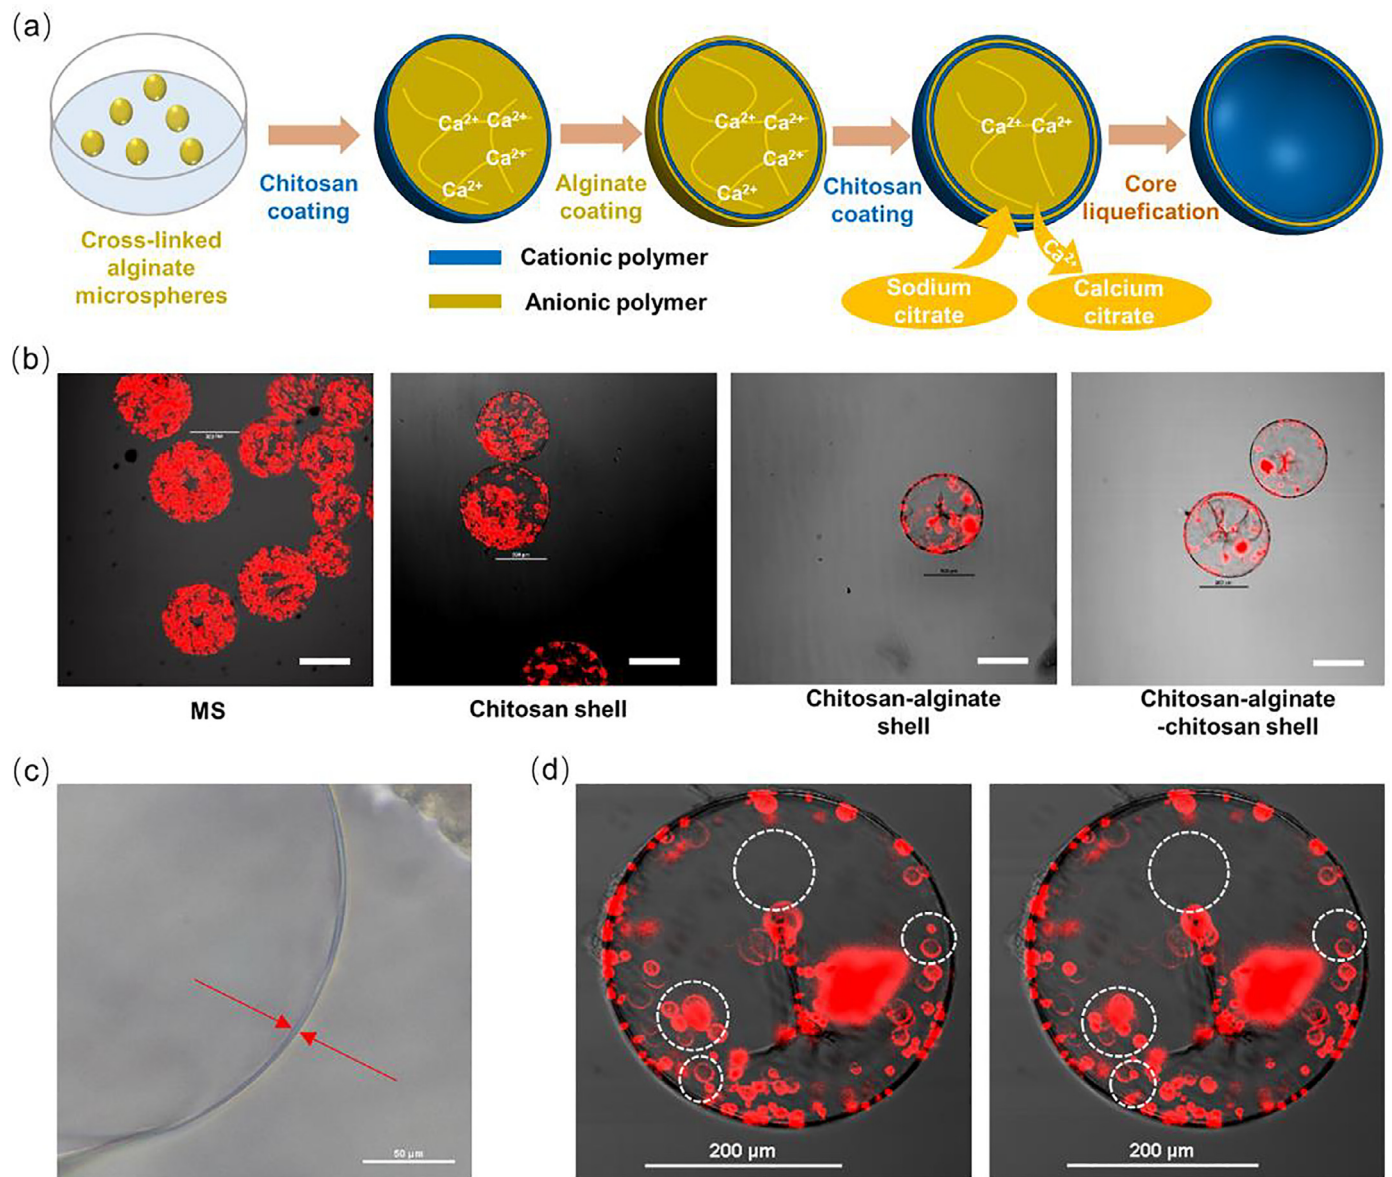 (a)
Ca²⁺ Ca²⁺
Ca²⁺
Ca²⁺
Ca²⁺ Ca²⁺
Ca²⁺
Ca²⁺
Ca²⁺ Ca²⁺
Chitosan
coating
Alginate
coating
Chitosan
coating
Core
liquefication
Cross-linked
alginate
microspheres
Cationic polymer
Anionic polymer
Ca²⁺
Sodium
citrate
Calcium
citrate
(b)
MS
Chitosan shell
Chitosan-alginate
shell
Chitosan-alginate
-chitosan shell
(c)
50 µm
(d)
200 µm
200 µm